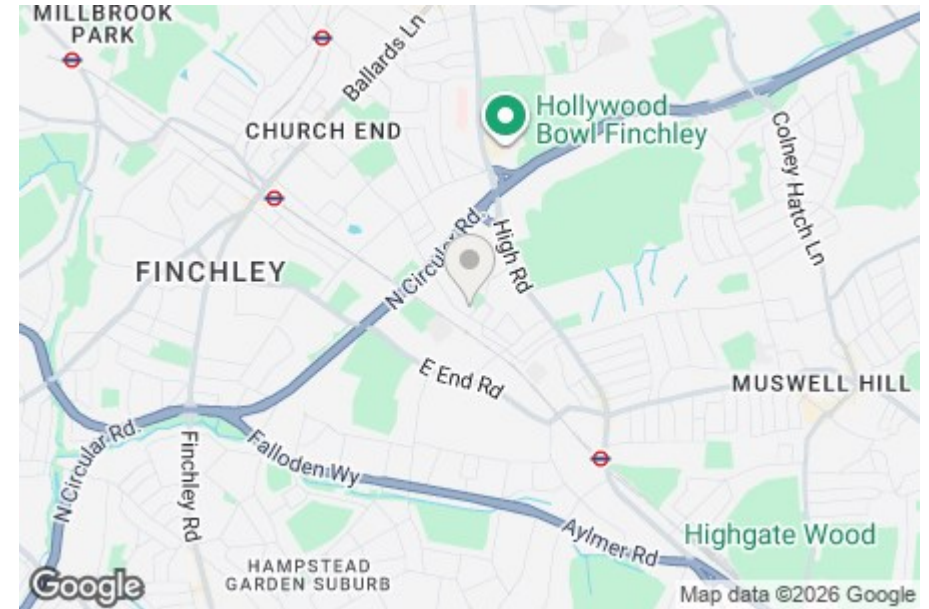 MILLBROOK
PARK
Ballards Ln
CHURCH END
Hollywood
Bowl Finchley
Colney Hatch Ln
N Circular Rd.
High Rd
FINCHLEY
E End Rd
MUSWELL HILL
N Circular Rd.
Finchley Rd
Falloden Wy
Aylmer Rd
Highgate Wood
HAMPSTEAD
GARDEN SUBURB
Google
Map data ©2026 Google